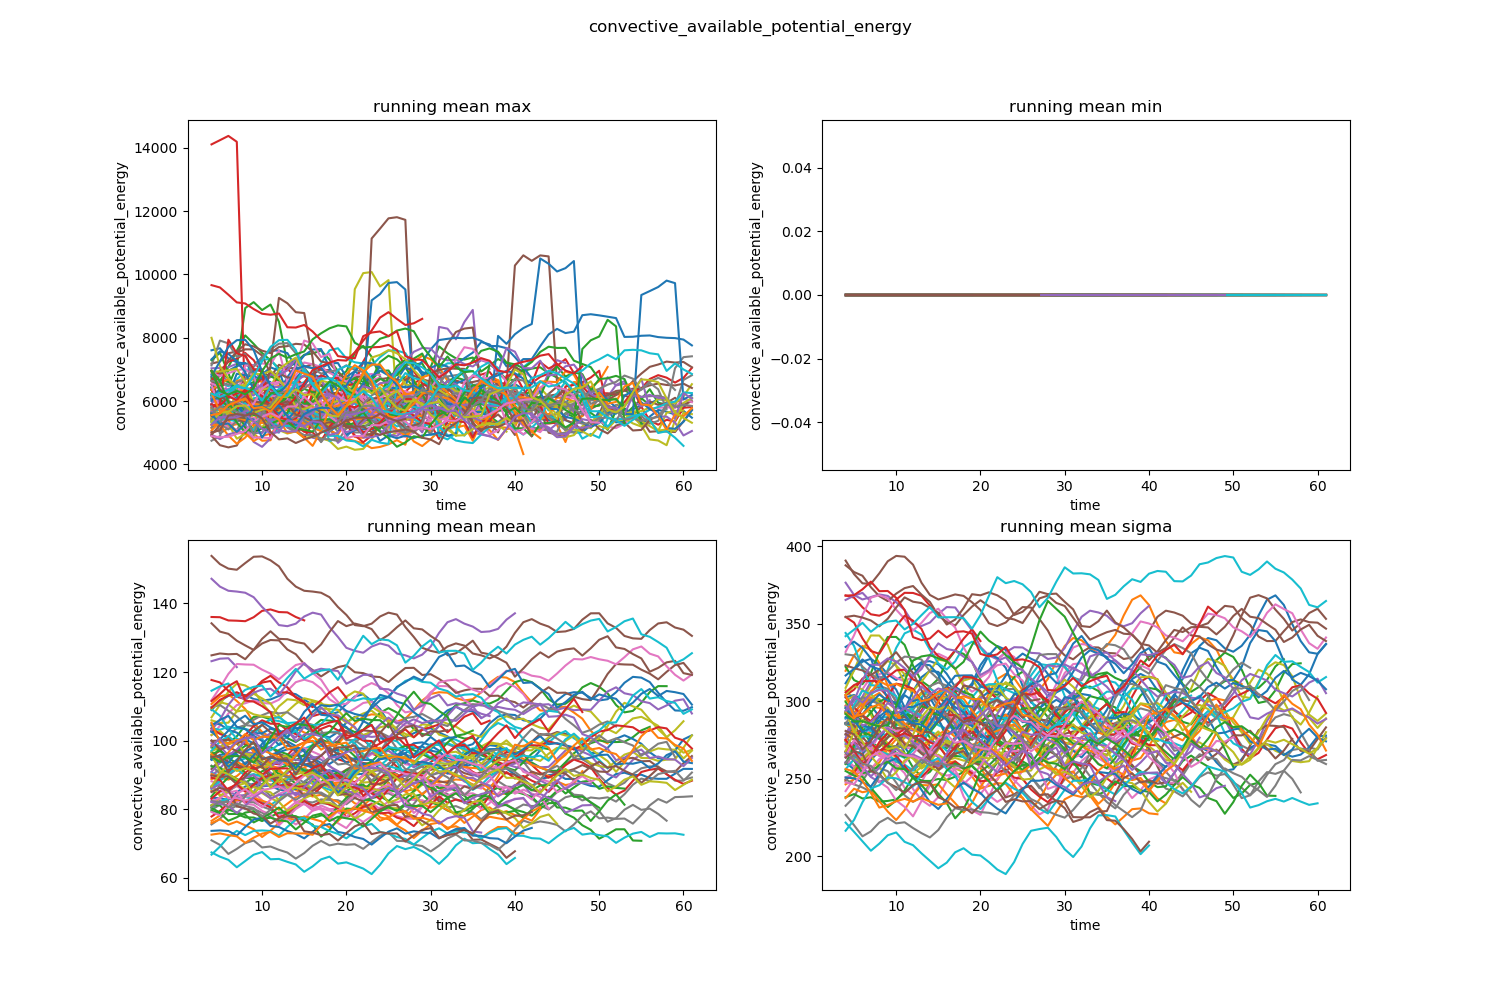 convective_available_potential_energy
running mean max
convective_available_potential_energy
14000
12000
10000
8000
6000
4000
10 20 30 40 50 60
time
running mean min
convective_available_potential_energy
0.04
0.02
0.00
−0.02
−0.04
10 20 30 40 50 60
time
running mean mean
convective_available_potential_energy
140
120
100
80
60
10 20 30 40 50 60
time
running mean sigma
convective_available_potential_energy
400
350
300
250
200
10 20 30 40 50 60
time